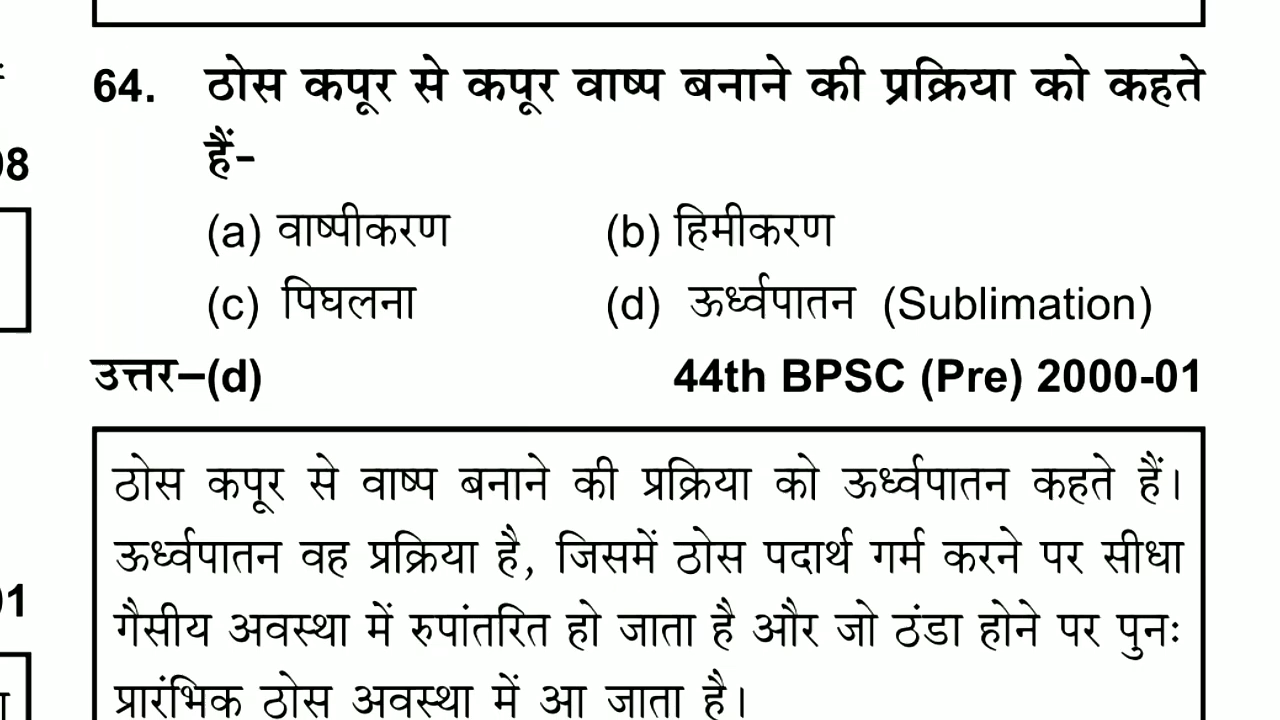 64. ठोस कपूर से कपूर वाष्प बनाने की प्रक्रिया को कहते
हैं-
98
(a) वाष्पीकरण (b) हिमीकरण
(c) पिघलना (d) ऊर्ध्वपातन (Sublimation)
उत्तर–(d) 44th BPSC (Pre) 2000-01
ठोस कपूर से वाष्प बनाने की प्रक्रिया को ऊर्ध्वपातन कहते हैं।
ऊर्ध्वपातन वह प्रक्रिया है, जिसमें ठोस पदार्थ गर्म करने पर सीधा
01
गैसीय अवस्था में रुपांतरित हो जाता है और जो ठंडा होने पर पुनः
प्रारंभिक ठोस अवस्था में आ जाता है।